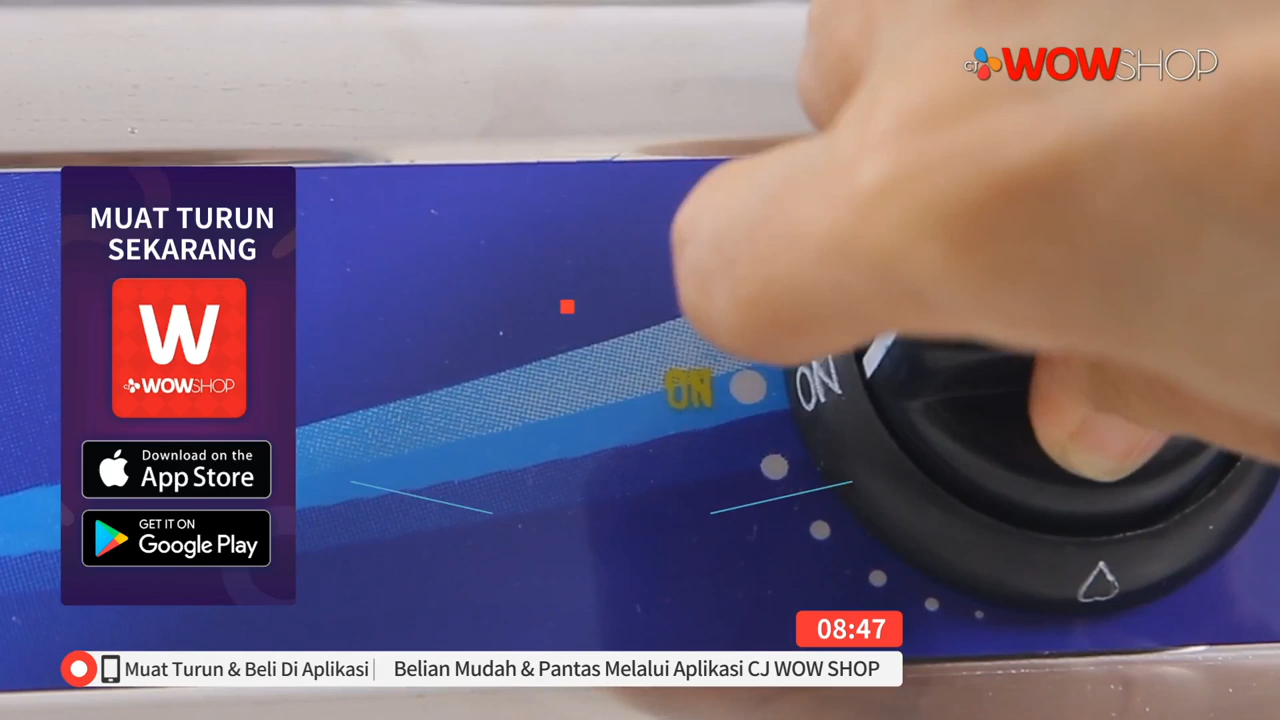 CJ WOWSHOP
MUAT TURUN
SEKARANG
W
CJ WOWSHOP
Download on the
App Store
GET IT ON
Google Play
ON
ON
08:47
Muat Turun & Beli Di Aplikasi
Belian Mudah & Pantas Melalui Aplikasi CJ WOW SHOP